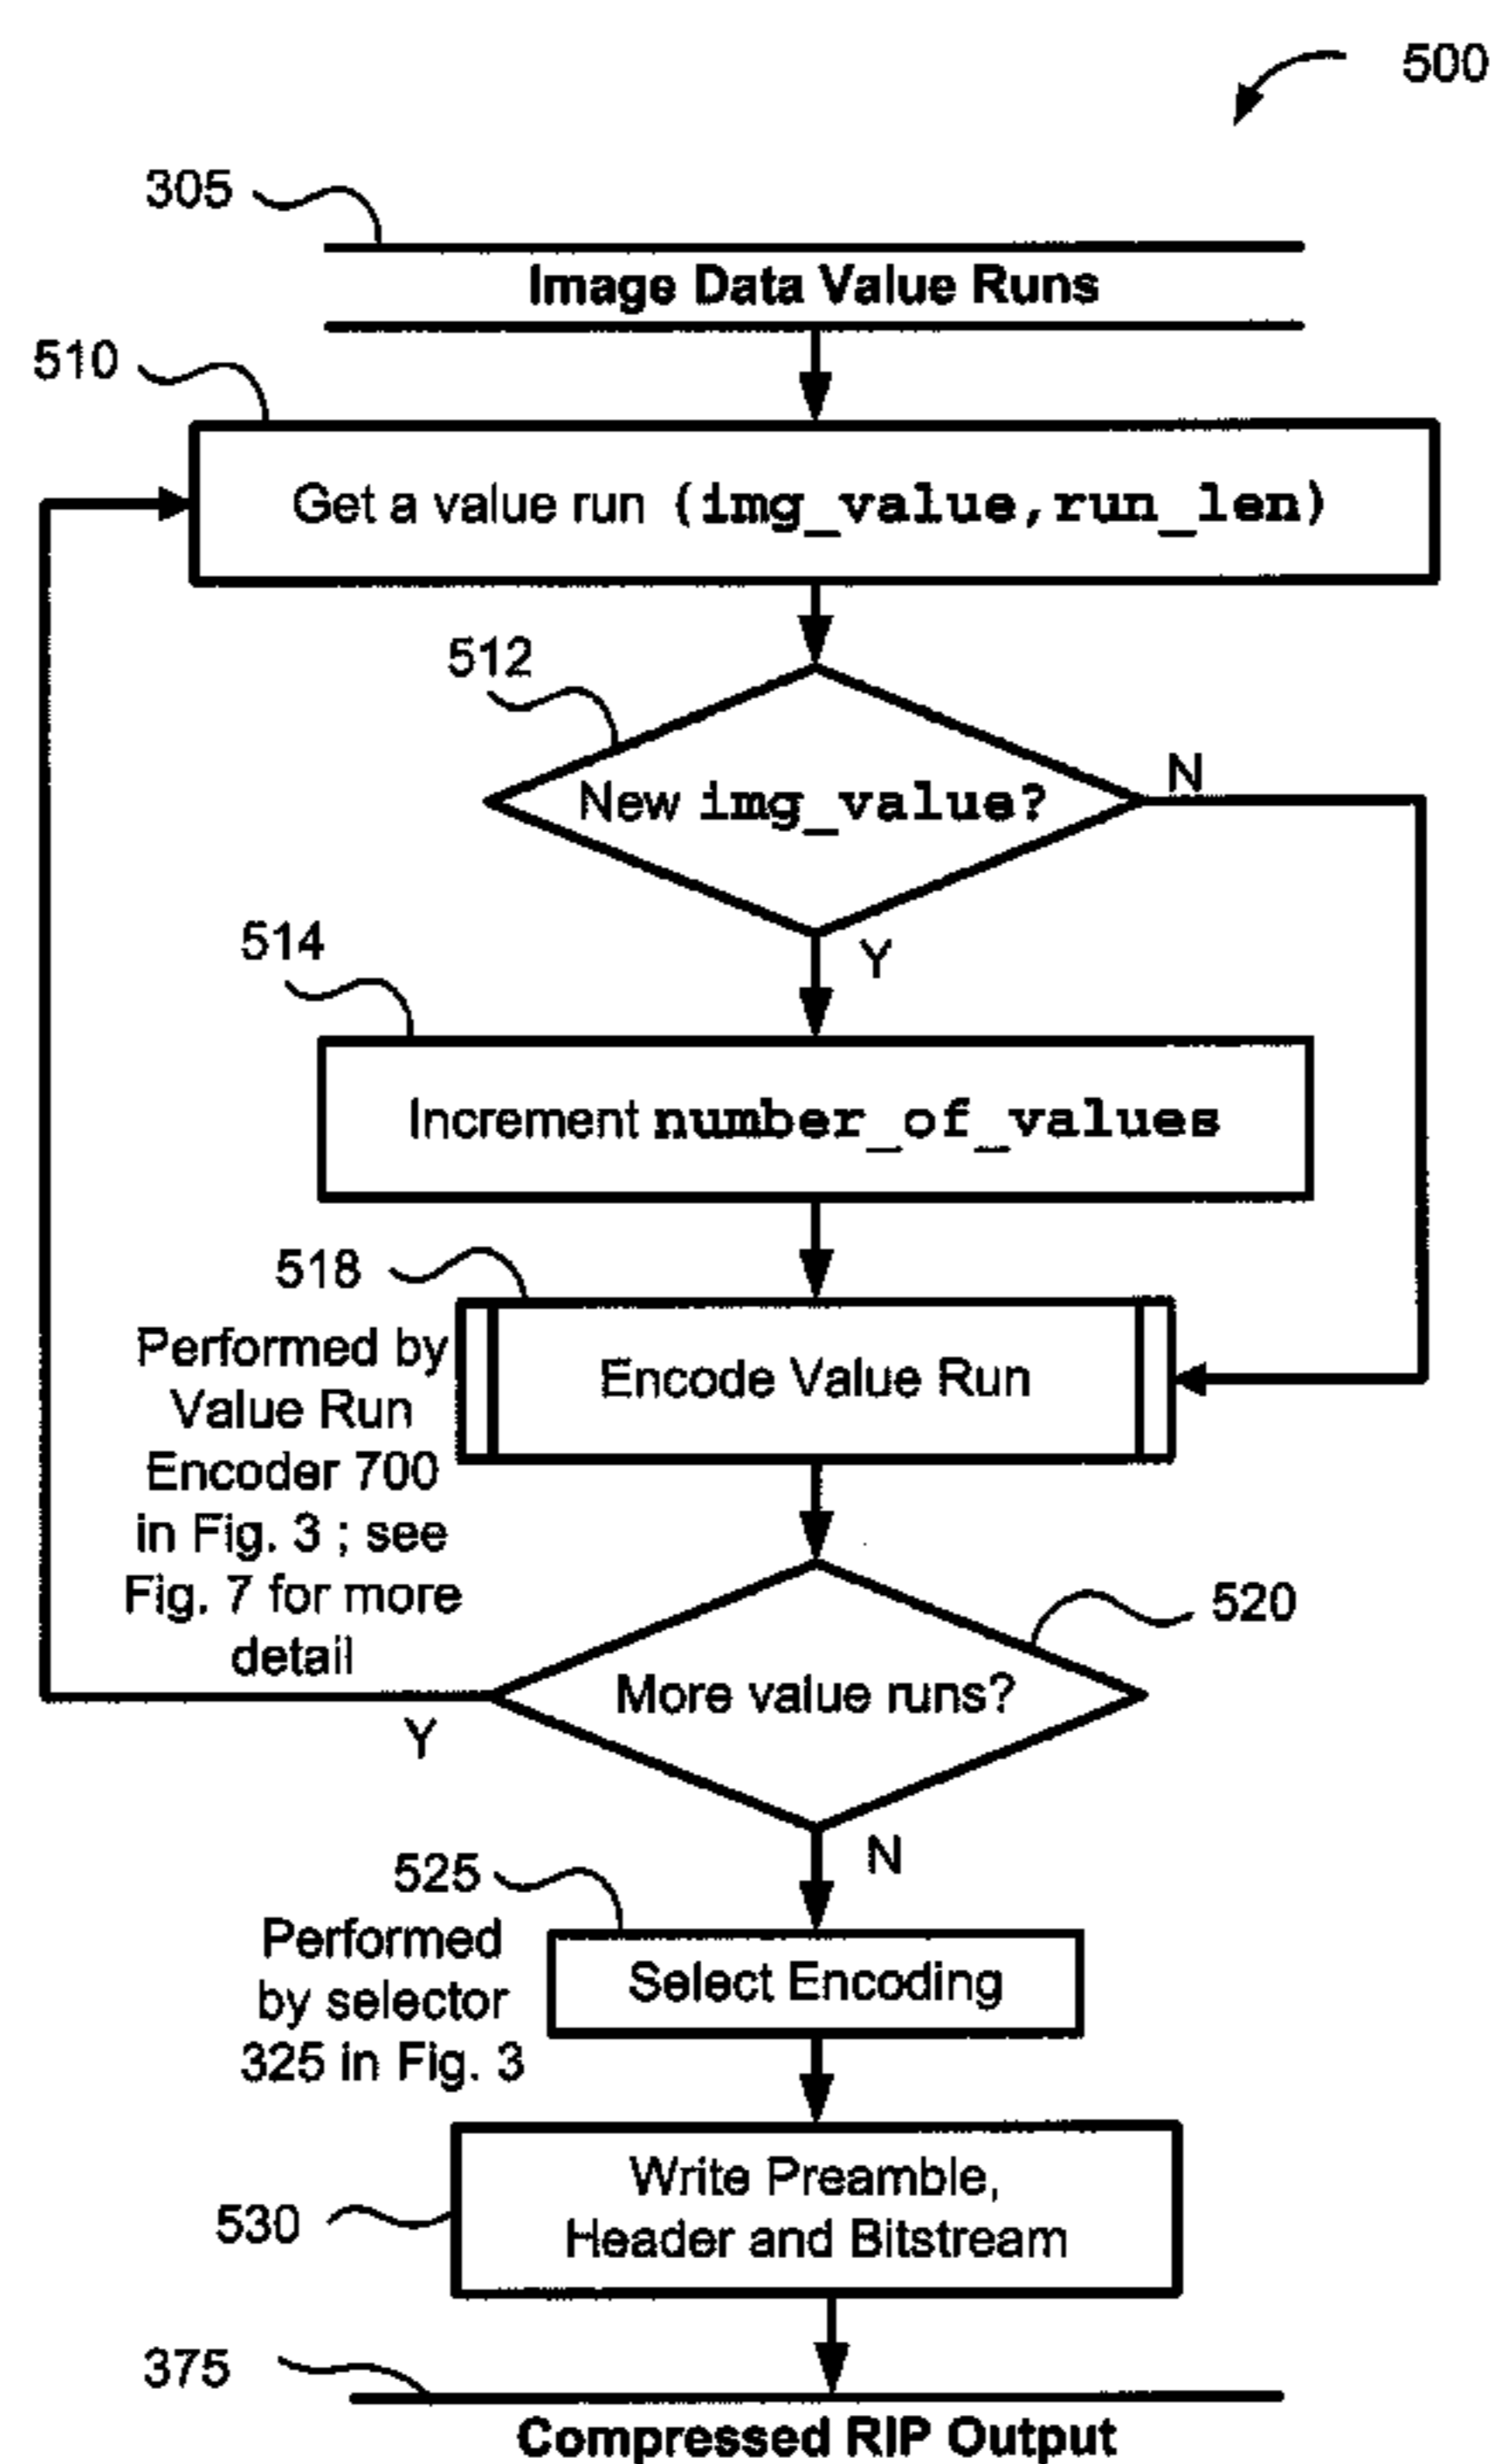 500
305
Image Data Value Runs
510
Get a value run (img_value,run_len)
512
New img_value?
N
Y
514
Increment number_of_values
518
Performed by
Value Run
Encoder 700
in Fig. 3 ; see
Fig. 7 for more
detail
Encode Value Run
520
More value runs?
Y
N
525
Performed
by selector
325 in Fig. 3
Select Encoding
530
Write Preamble,
Header and Bitstream
375
Compressed RIP Output